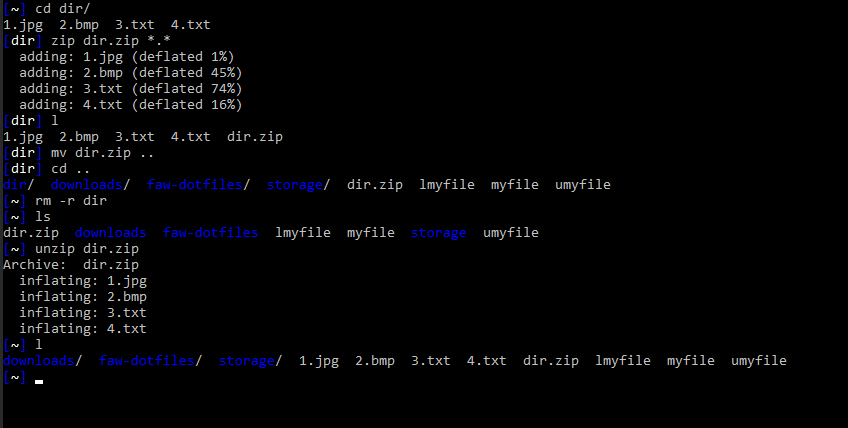 [~] cd dir/
1.jpg  2.bmp  3.txt  4.txt
[dir] zip dir.zip *.*
  adding: 1.jpg (deflated 1%)
  adding: 2.bmp (deflated 45%)
  adding: 3.txt (deflated 74%)
  adding: 4.txt (deflated 16%)
[dir] l
1.jpg  2.bmp  3.txt  4.txt  dir.zip
[dir] mv dir.zip ..
[dir] cd ..
dir/  downloads/  faw-dotfiles/  storage/  dir.zip  lmyfile  myfile  umyfile
[~] rm -r dir
[~] ls
dir.zip  downloads  faw-dotfiles  lmyfile  myfile  storage  umyfile
[~] unzip dir.zip
Archive:  dir.zip
  inflating: 1.jpg
  inflating: 2.bmp
  inflating: 3.txt
  inflating: 4.txt
[~] l
downloads/  faw-dotfiles/  storage/  1.jpg  2.bmp  3.txt  4.txt  dir.zip  lmyfile  myfile  umyfile
[~]